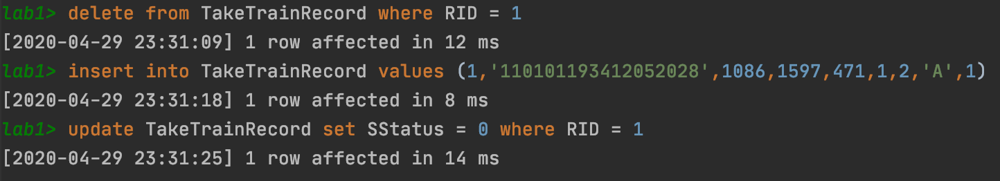 lab1> delete from TakeTrainRecord where RID = 1
[2020-04-29 23:31:09] 1 row affected in 12 ms
lab1> insert into TakeTrainRecord values (1,'110101193412052028',1086,1597,471,1,2,'A',1)
[2020-04-29 23:31:18] 1 row affected in 8 ms
lab1> update TakeTrainRecord set SStatus = 0 where RID = 1
[2020-04-29 23:31:25] 1 row affected in 14 ms